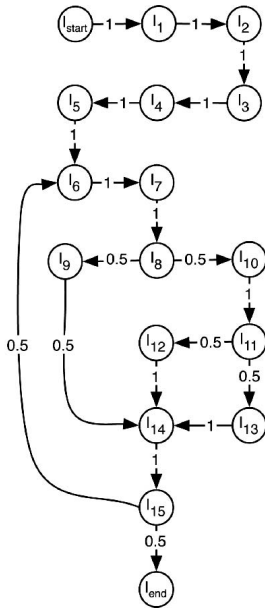 I_start 1 I_1 1 I_2
1
I_5 1 I_4 1 I_3
1
I_6 1 I_7
1
I_9 0.5 I_8 0.5 I_10
1
I_12 0.5 I_11
0.5 0.5 1 0.5
I_14 1 I_13
1
I_15
0.5
I_end